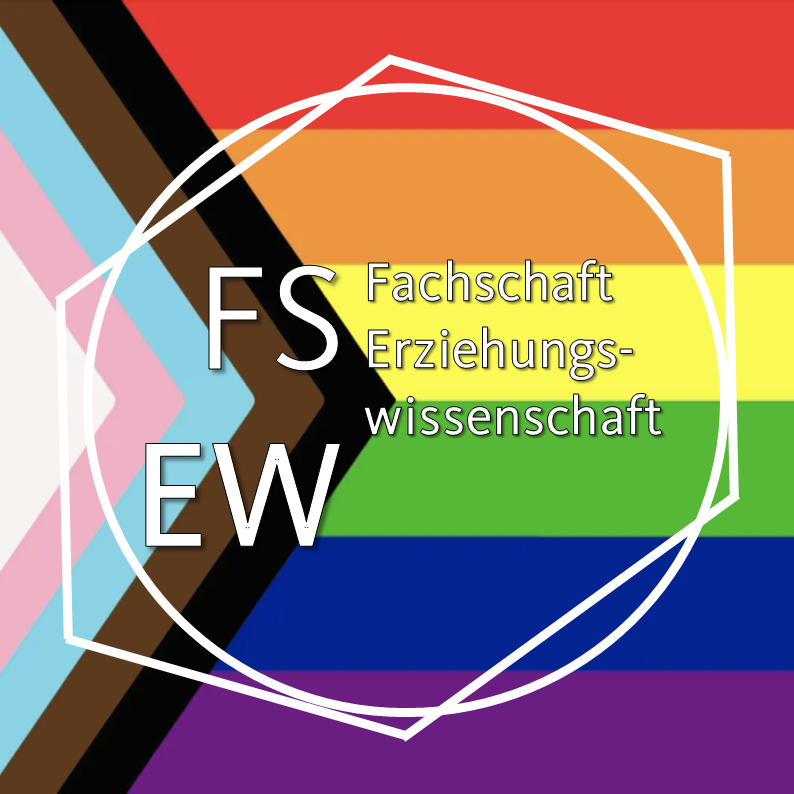 FS
EW
Fachschaft
Erziehungs-
wissenschaft